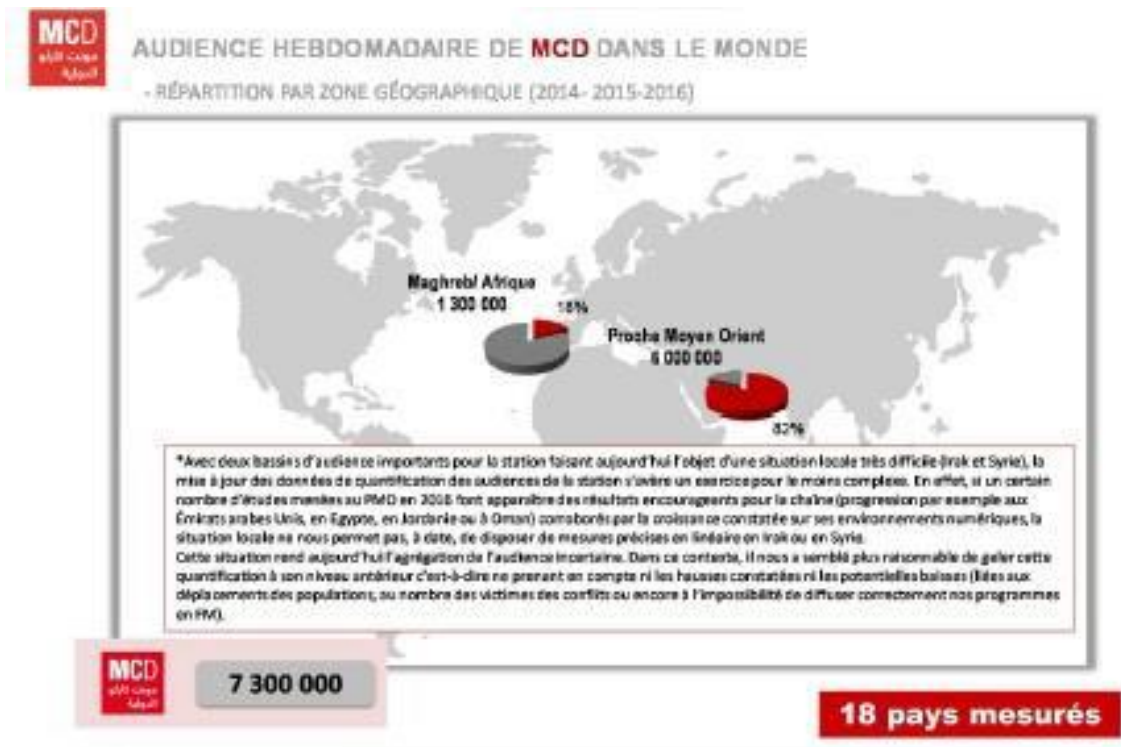 MCD
مونت كارلو
الدولية
AUDIENCE HEBDOMADAIRE DE MCD DANS LE MONDE
- RÉPARTITION PAR ZONE GÉOGRAPHIQUE (2014- 2015-2016)
Maghreb/ Afrique
1 300 000
18%
Proche Moyen Orient
6 000 000
82%
*Avec deux bassins d'audience importants pour la station faisant aujourd'hui l'objet d'une situation locale très difficile (Irak et Syrie), la
mise à jour des données de quantification des audiences de la station s'avère un exercice pour le moins complexe. En effet, si un certain
nombre d'études menées au PMO en 2016 font apparaître des résultats encourageants pour la chaîne (progression par exemple aux
Émirats arabes Unis, en Egypte, en Jordanie ou à Oman) corroborés par la croissance constatée sur ses environnements numériques, la
situation locale ne nous permet pas, à date, de disposer de mesures précises en linéaire en Irak ou en Syrie.
Cette situation rend aujourd'hui l'agrégation de l'audience incertaine. Dans ce contexte, il nous a semblé plus raisonnable de geler cette
quantification à son niveau antérieur c'est-à-dire ne prenant en compte ni les hausses constatées ni les potentielles baisses (liées aux
déplacements des populations, au nombre des victimes des conflits ou encore à l'impossibilité de diffuser correctement nos programmes
en FM).
MCD
مونت كارلو
الدولية
7 300 000
18 pays mesurés